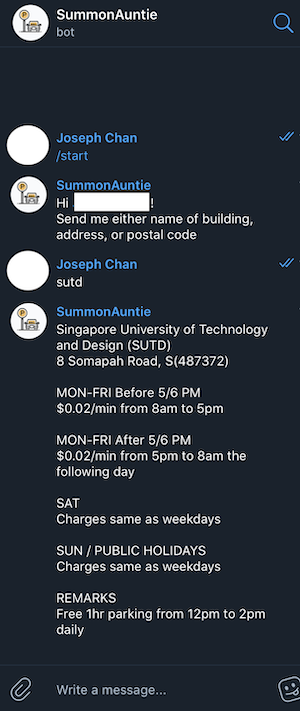 SummonAuntie
bot
Joseph Chan
/start
SummonAuntie
Hi !
Send me either name of building,
address, or postal code
Joseph Chan
sutd
SummonAuntie
Singapore University of Technology
and Design (SUTD)
8 Somapah Road, S(487372)
MON-FRI Before 5/6 PM
$0.02/min from 8am to 5pm
MON-FRI After 5/6 PM
$0.02/min from 5pm to 8am the
following day
SAT
Charges same as weekdays
SUN / PUBLIC HOLIDAYS
Charges same as weekdays
REMARKS
Free 1hr parking from 12pm to 2pm
daily
Write a message...